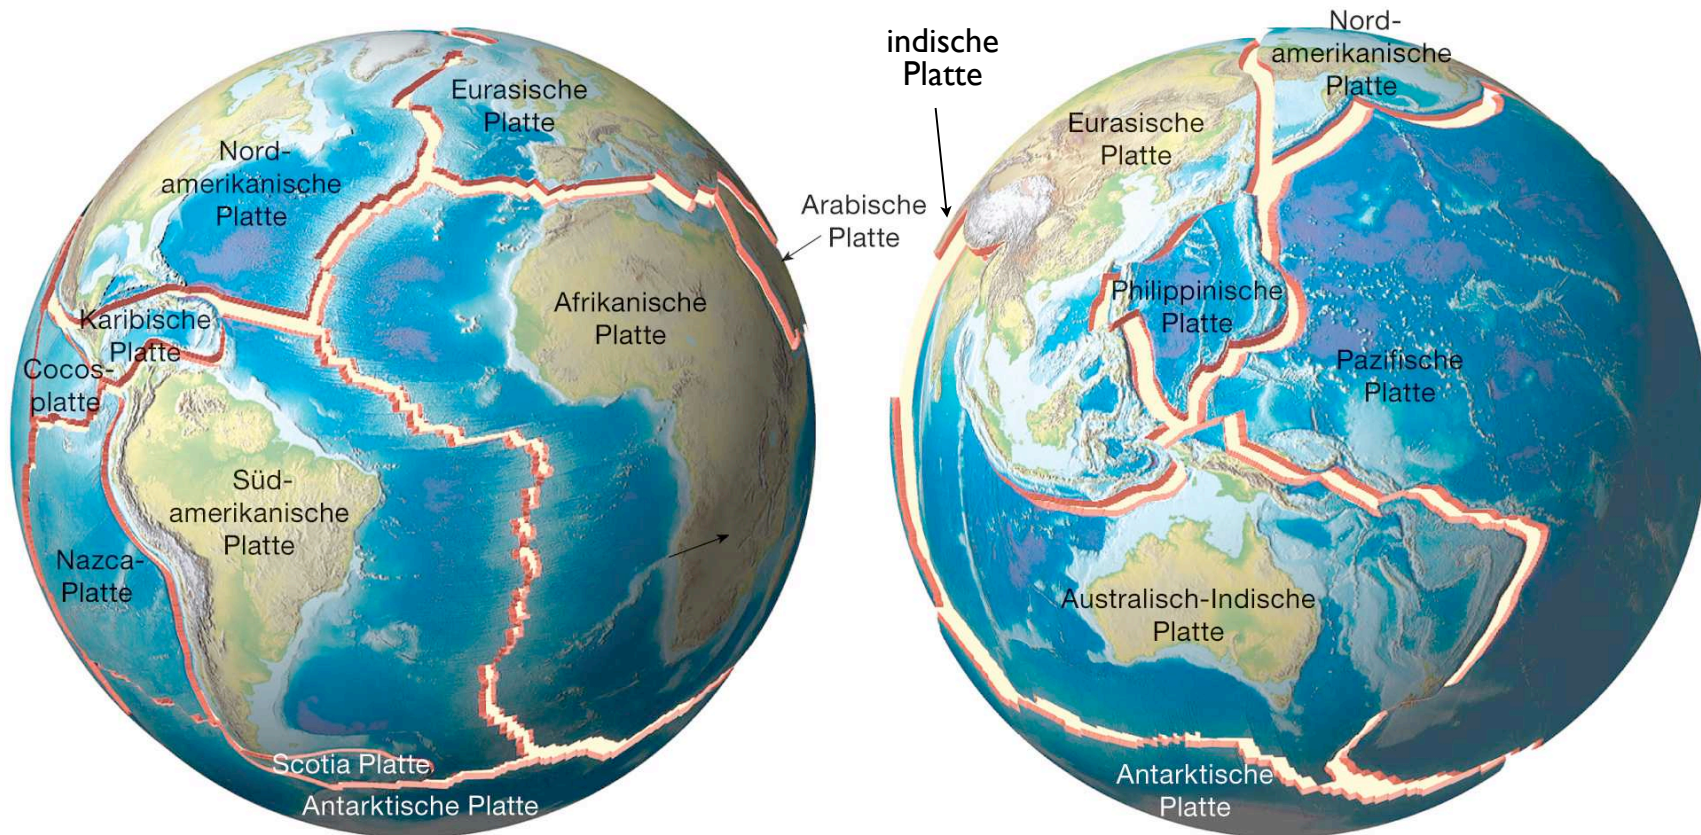 Eurasische
Platte
Nord-
amerikanische
Platte
Arabische
Platte
Afrikanische
Platte
Karibische
Platte
Cocos-
platte
Süd-
amerikanische
Platte
Nazca-
Platte
Scotia Platte
Antarktische Platte
indische
Platte
Nord-
amerikanische
Platte
Eurasische
Platte
Philippinische
Platte
Pazifische
Platte
Australisch-Indische
Platte
Antarktische
Platte